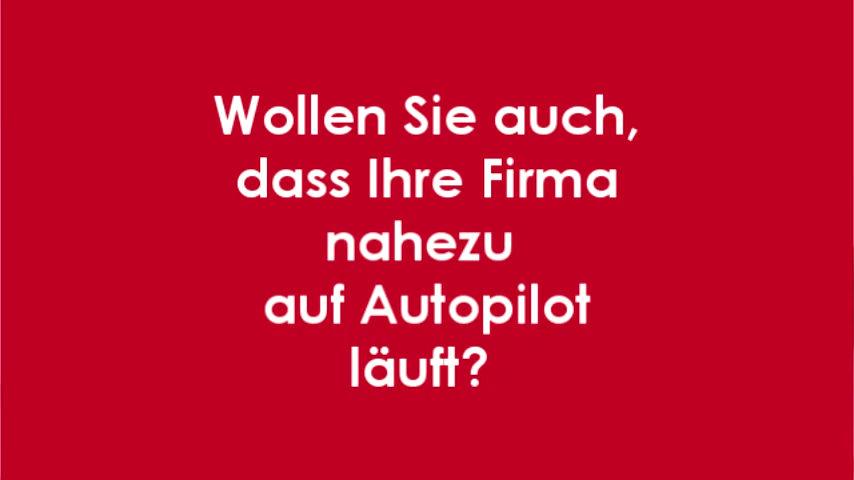 Wollen Sie auch,
dass Ihre Firma
nahezu
auf Autopilot
läuft?